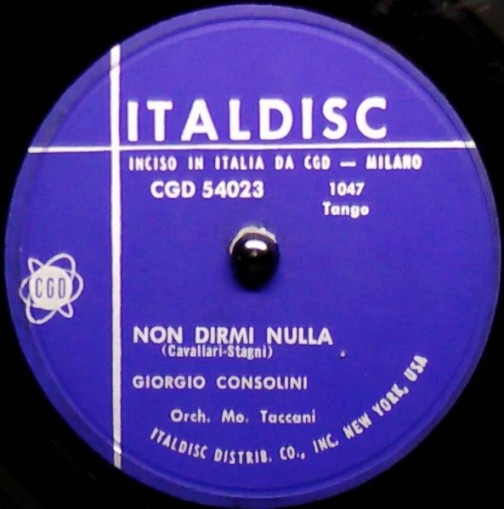 ITALDISC
INCISO IN ITALIA DA CGD — MILANO
CGD 54023
1047
Tango
CGD
NON DIRMI NULLA
(Cavallari-Stagni)
GIORGIO CONSOLINI
Orch. Mo. Taccani
ITALDISC DISTRIB. CO., INC. NEW YORK, USA